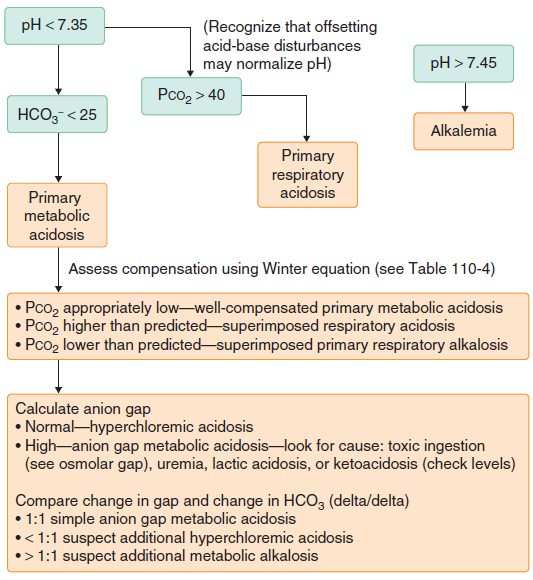 pH < 7.35
(Recognize that offsetting
acid-base disturbances
may normalize pH)
pH > 7.45
PCO₂ > 40
HCO₃⁻ < 25
Alkalemia
Primary
respiratory
acidosis
Primary
metabolic
acidosis
Assess compensation using Winter equation (see Table 110-4)
• PCO₂ appropriately low—well-compensated primary metabolic acidosis
• PCO₂ higher than predicted—superimposed respiratory acidosis
• PCO₂ lower than predicted—superimposed primary respiratory alkalosis
Calculate anion gap
• Normal—hyperchloremic acidosis
• High—anion gap metabolic acidosis—look for cause: toxic ingestion
(see osmolar gap), uremia, lactic acidosis, or ketoacidosis (check levels)
Compare change in gap and change in HCO₃ (delta/delta)
• 1:1 simple anion gap metabolic acidosis
• < 1:1 suspect additional hyperchloremic acidosis
• > 1:1 suspect additional metabolic alkalosis